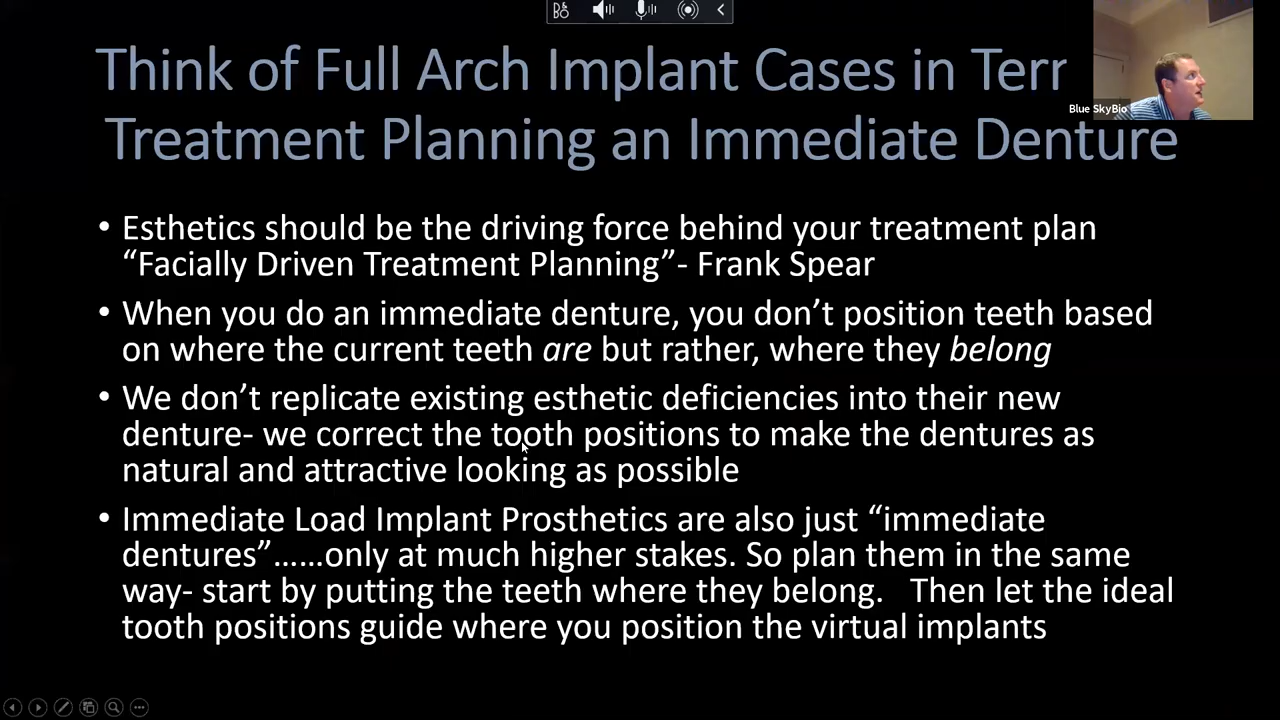 Think of Full Arch Implant Cases in Terr
Blue SkyBio
Treatment Planning an Immediate Denture
• Esthetics should be the driving force behind your treatment plan
“Facially Driven Treatment Planning”- Frank Spear
• When you do an immediate denture, you don’t position teeth based
on where the current teeth are but rather, where they belong
• We don’t replicate existing esthetic deficiencies into their new
denture- we correct the tooth positions to make the dentures as
natural and attractive looking as possible
• Immediate Load Implant Prosthetics are also just “immediate
dentures”……only at much higher stakes. So plan them in the same
way- start by putting the teeth where they belong.   Then let the ideal
tooth positions guide where you position the virtual implants